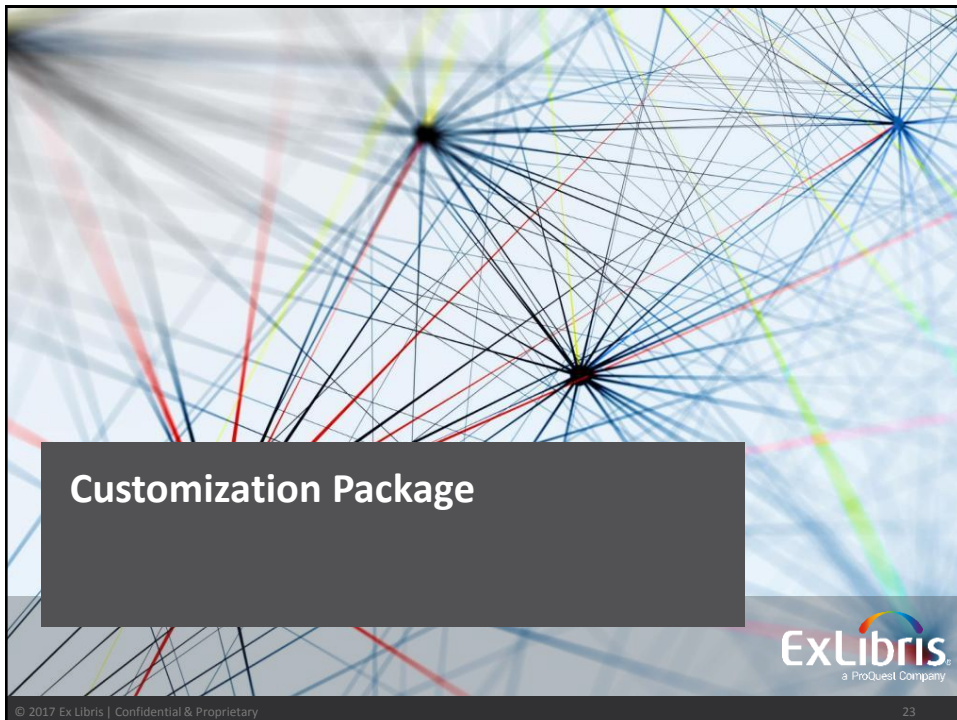 Customization Package
ExLibris
a ProQuest Company
© 2017 Ex Libris | Confidential & Proprietary
23